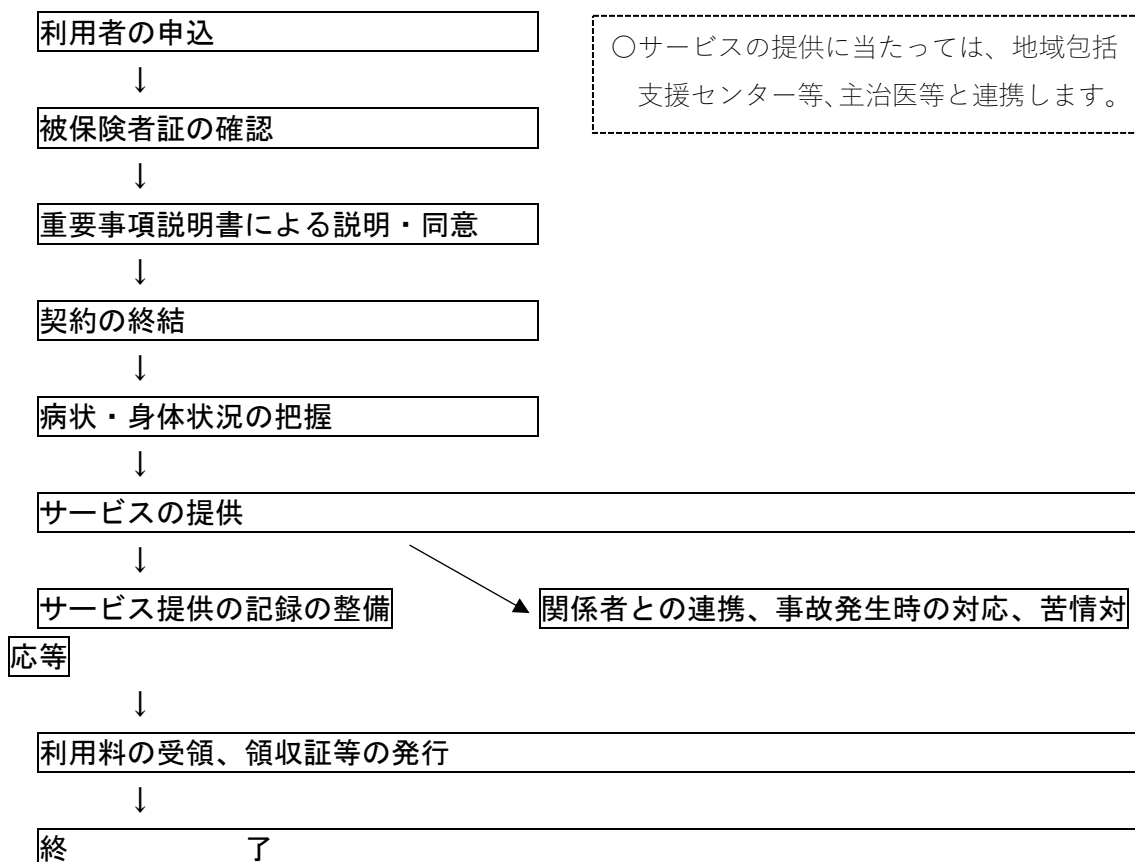 利用者の申込
〇サービスの提供に当たっては、地域包括
支援センター等、主治医等と連携します。
↓
被保険者証の確認
↓
重要事項説明書による説明・同意
↓
契約の終結
↓
病状・身体状況の把握
↓
サービスの提供
↓
サービス提供の記録の整備 関係者との連携、事故発生時の対応、苦情対
応等
↓
利用料の受領、領収証等の発行
↓
終 了